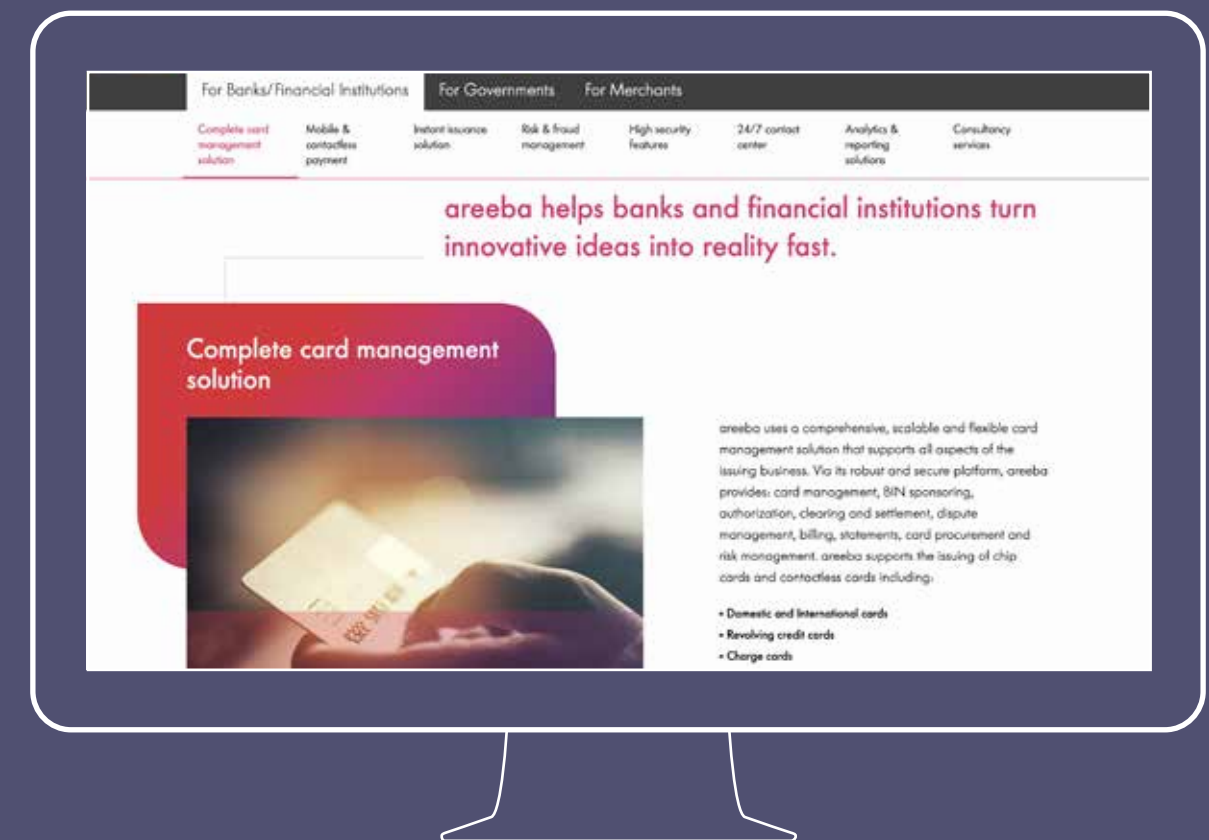 For Banks/Financial Institutions For Governments For Merchants
Complete card
management
solution
Mobile &
contactless
payment
Instant issuance
solution
Risk & fraud
management
High security
features
24/7 contact
center
Analytics &
reporting
solutions
Consultancy
services
areeba helps banks and financial institutions turn
innovative ideas into reality fast.
Complete card management
solution
areeba uses a comprehensive, scalable and flexible card
management solution that supports all aspects of the
issuing business. Via its robust and secure platform, areeba
provides: card management, BIN sponsoring,
authorization, clearing and settlement, dispute
management, billing, statements, card procurement and
risk management. areeba supports the issuing of chip
cards and contactless cards including:
• Domestic and International cards
• Revolving credit cards
• Charge cards